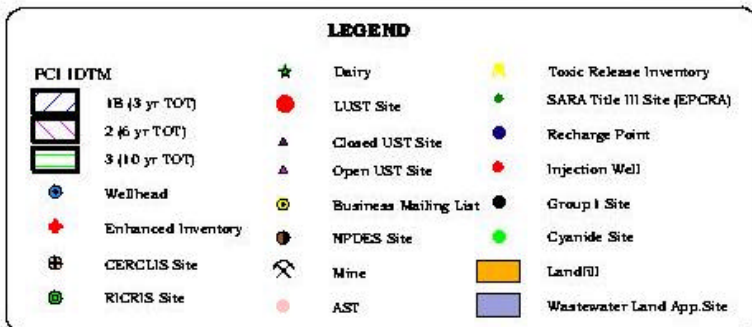 LEGEND
PCI IDTM
1B (3 yr TOT)
2 (6 yr TOT)
3 (10 yr TOT)
Wellhead
Enhanced Inventory
CERCLIS Site
RICRIS Site
Dairy
LUST Site
Closed UST Site
Open UST Site
Business Mailing List
NPDES Site
Mine
AST
Toxic Release Inventory
SARA Title III Site (EPCRA)
Recharge Point
Injection Well
Group 1 Site
Cyanide Site
Landfill
Wastewater Land App.Site